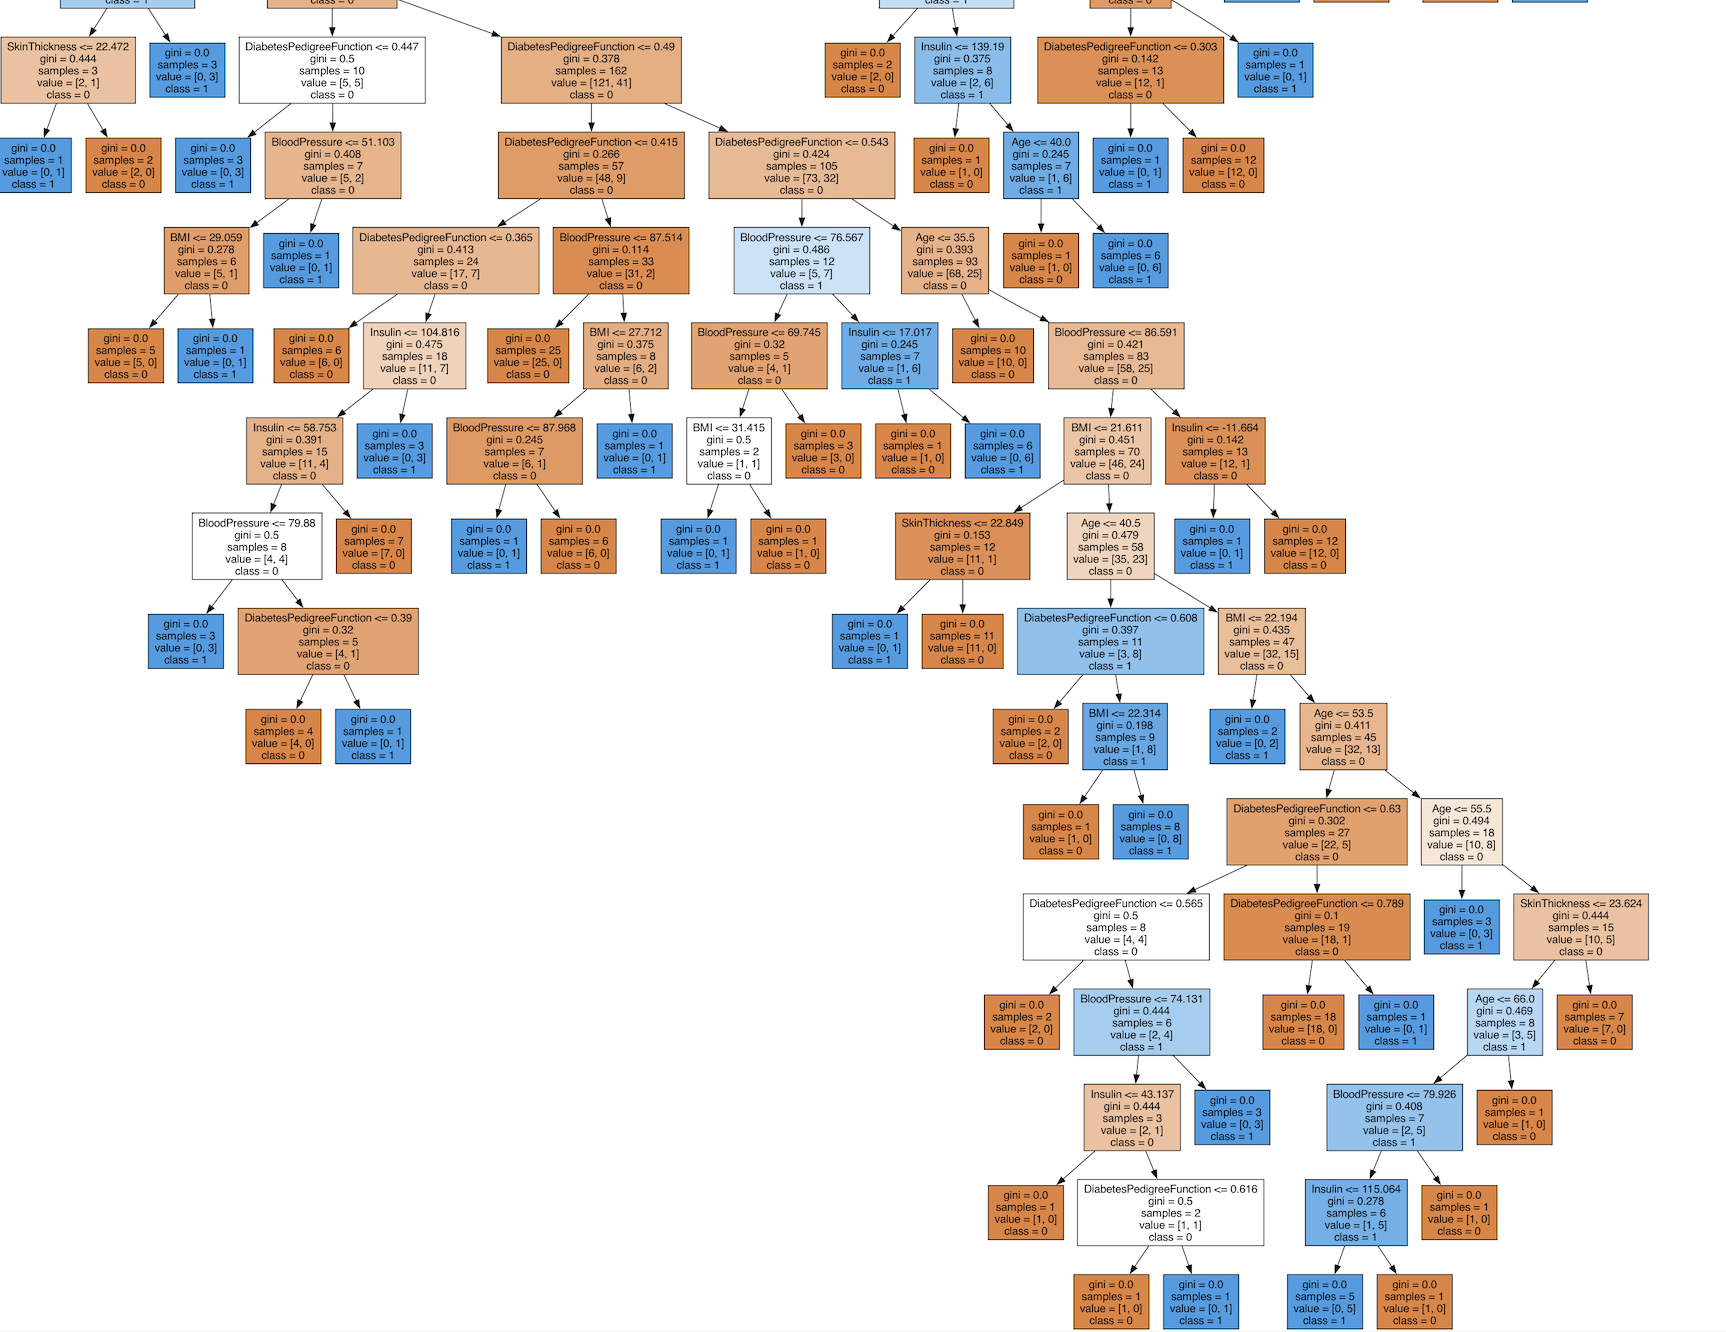 class = 1
class = 0
class = 1
class = 0
SkinThickness <= 22.472
gini = 0.444
samples = 3
value = [2, 1]
class = 0
gini = 0.0
samples = 3
value = [0, 3]
class = 1
DiabetesPedigreeFunction <= 0.447
gini = 0.5
samples = 10
value = [5, 5]
class = 0
DiabetesPedigreeFunction <= 0.49
gini = 0.378
samples = 162
value = [121, 41]
class = 0
gini = 0.0
samples = 2
value = [2, 0]
class = 0
Insulin <= 139.19
gini = 0.375
samples = 8
value = [2, 6]
class = 1
DiabetesPedigreeFunction <= 0.303
gini = 0.142
samples = 13
value = [12, 1]
class = 0
gini = 0.0
samples = 1
value = [0, 1]
class = 1
gini = 0.0
samples = 1
value = [0, 1]
class = 1
gini = 0.0
samples = 2
value = [2, 0]
class = 0
gini = 0.0
samples = 3
value = [0, 3]
class = 1
BloodPressure <= 51.103
gini = 0.408
samples = 7
value = [5, 2]
class = 0
DiabetesPedigreeFunction <= 0.415
gini = 0.266
samples = 57
value = [48, 9]
class = 0
DiabetesPedigreeFunction <= 0.543
gini = 0.424
samples = 105
value = [73, 32]
class = 0
gini = 0.0
samples = 1
value = [1, 0]
class = 0
Age <= 40.0
gini = 0.245
samples = 7
value = [1, 6]
class = 1
gini = 0.0
samples = 1
value = [0, 1]
class = 1
gini = 0.0
samples = 12
value = [12, 0]
class = 0
BMI <= 29.059
gini = 0.278
samples = 6
value = [5, 1]
class = 0
gini = 0.0
samples = 1
value = [0, 1]
class = 1
DiabetesPedigreeFunction <= 0.365
gini = 0.413
samples = 24
value = [17, 7]
class = 0
BloodPressure <= 87.514
gini = 0.114
samples = 33
value = [31, 2]
class = 0
BloodPressure <= 76.567
gini = 0.486
samples = 12
value = [5, 7]
class = 1
Age <= 35.5
gini = 0.393
samples = 93
value = [68, 25]
class = 0
gini = 0.0
samples = 1
value = [1, 0]
class = 0
gini = 0.0
samples = 6
value = [0, 6]
class = 1
gini = 0.0
samples = 5
value = [5, 0]
class = 0
gini = 0.0
samples = 1
value = [0, 1]
class = 1
gini = 0.0
samples = 6
value = [6, 0]
class = 0
Insulin <= 104.816
gini = 0.475
samples = 18
value = [11, 7]
class = 0
gini = 0.0
samples = 25
value = [25, 0]
class = 0
BMI <= 27.712
gini = 0.375
samples = 8
value = [6, 2]
class = 0
BloodPressure <= 69.745
gini = 0.32
samples = 5
value = [4, 1]
class = 0
Insulin <= 17.017
gini = 0.245
samples = 7
value = [1, 6]
class = 1
gini = 0.0
samples = 10
value = [10, 0]
class = 0
BloodPressure <= 86.591
gini = 0.421
samples = 83
value = [58, 25]
class = 0
Insulin <= 58.753
gini = 0.391
samples = 15
value = [11, 4]
class = 0
gini = 0.0
samples = 3
value = [0, 3]
class = 1
BloodPressure <= 87.968
gini = 0.245
samples = 7
value = [6, 1]
class = 0
gini = 0.0
samples = 1
value = [0, 1]
class = 1
BMI <= 31.415
gini = 0.5
samples = 2
value = [1, 1]
class = 0
gini = 0.0
samples = 3
value = [3, 0]
class = 0
gini = 0.0
samples = 1
value = [1, 0]
class = 0
gini = 0.0
samples = 6
value = [0, 6]
class = 1
BMI <= 21.611
gini = 0.451
samples = 70
value = [46, 24]
class = 0
Insulin <= -11.664
gini = 0.142
samples = 13
value = [12, 1]
class = 0
BloodPressure <= 79.88
gini = 0.5
samples = 8
value = [4, 4]
class = 0
gini = 0.0
samples = 7
value = [7, 0]
class = 0
gini = 0.0
samples = 1
value = [0, 1]
class = 1
gini = 0.0
samples = 6
value = [6, 0]
class = 0
gini = 0.0
samples = 1
value = [0, 1]
class = 1
gini = 0.0
samples = 1
value = [1, 0]
class = 0
SkinThickness <= 22.849
gini = 0.153
samples = 12
value = [11, 1]
class = 0
Age <= 40.5
gini = 0.479
samples = 58
value = [35, 23]
class = 0
gini = 0.0
samples = 1
value = [0, 1]
class = 1
gini = 0.0
samples = 12
value = [12, 0]
class = 0
gini = 0.0
samples = 3
value = [0, 3]
class = 1
DiabetesPedigreeFunction <= 0.39
gini = 0.32
samples = 5
value = [4, 1]
class = 0
gini = 0.0
samples = 1
value = [0, 1]
class = 1
gini = 0.0
samples = 11
value = [11, 0]
class = 0
DiabetesPedigreeFunction <= 0.608
gini = 0.397
samples = 11
value = [3, 8]
class = 1
BMI <= 22.194
gini = 0.435
samples = 47
value = [32, 15]
class = 0
gini = 0.0
samples = 4
value = [4, 0]
class = 0
gini = 0.0
samples = 1
value = [0, 1]
class = 1
gini = 0.0
samples = 2
value = [2, 0]
class = 0
BMI <= 22.314
gini = 0.198
samples = 9
value = [1, 8]
class = 1
gini = 0.0
samples = 2
value = [0, 2]
class = 1
Age <= 53.5
gini = 0.411
samples = 45
value = [32, 13]
class = 0
gini = 0.0
samples = 1
value = [1, 0]
class = 0
gini = 0.0
samples = 8
value = [0, 8]
class = 1
DiabetesPedigreeFunction <= 0.63
gini = 0.302
samples = 27
value = [22, 5]
class = 0
Age <= 55.5
gini = 0.494
samples = 18
value = [10, 8]
class = 0
DiabetesPedigreeFunction <= 0.565
gini = 0.5
samples = 8
value = [4, 4]
class = 0
DiabetesPedigreeFunction <= 0.789
gini = 0.1
samples = 19
value = [18, 1]
class = 0
gini = 0.0
samples = 3
value = [0, 3]
class = 1
SkinThickness <= 23.624
gini = 0.444
samples = 15
value = [10, 5]
class = 0
gini = 0.0
samples = 2
value = [2, 0]
class = 0
BloodPressure <= 74.131
gini = 0.444
samples = 6
value = [2, 4]
class = 1
gini = 0.0
samples = 18
value = [18, 0]
class = 0
gini = 0.0
samples = 1
value = [0, 1]
class = 1
Age <= 66.0
gini = 0.469
samples = 8
value = [3, 5]
class = 1
gini = 0.0
samples = 7
value = [7, 0]
class = 0
Insulin <= 43.137
gini = 0.444
samples = 3
value = [2, 1]
class = 0
gini = 0.0
samples = 3
value = [0, 3]
class = 1
BloodPressure <= 79.926
gini = 0.408
samples = 7
value = [2, 5]
class = 1
gini = 0.0
samples = 1
value = [1, 0]
class = 0
gini = 0.0
samples = 1
value = [1, 0]
class = 0
DiabetesPedigreeFunction <= 0.616
gini = 0.5
samples = 2
value = [1, 1]
class = 0
Insulin <= 115.064
gini = 0.278
samples = 6
value = [1, 5]
class = 1
gini = 0.0
samples = 1
value = [1, 0]
class = 0
gini = 0.0
samples = 1
value = [1, 0]
class = 0
gini = 0.0
samples = 1
value = [0, 1]
class = 1
gini = 0.0
samples = 5
value = [0, 5]
class = 1
gini = 0.0
samples = 1
value = [1, 0]
class = 0